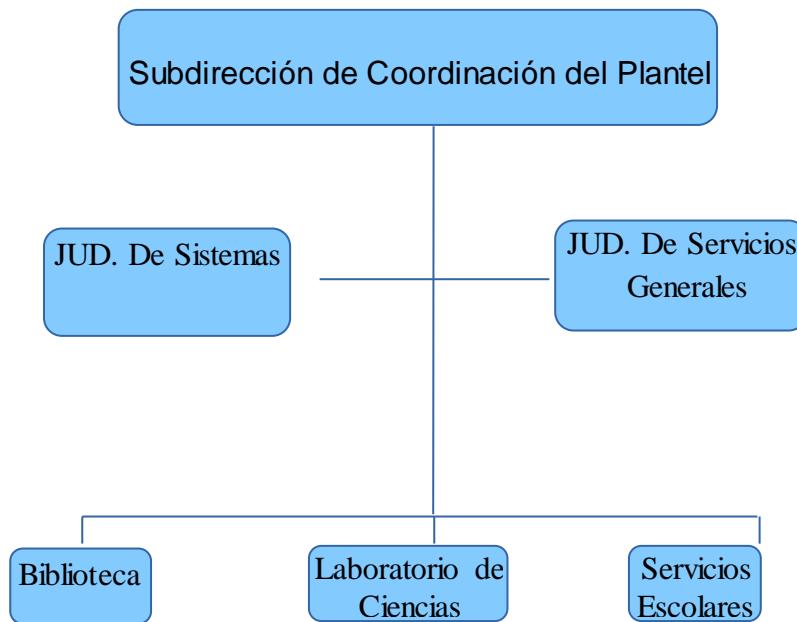 Subdirección de Coordinación del Plantel
JUD. De Sistemas
JUD. De Servicios
Generales
Biblioteca
Laboratorio de
Ciencias
Servicios
Escolares